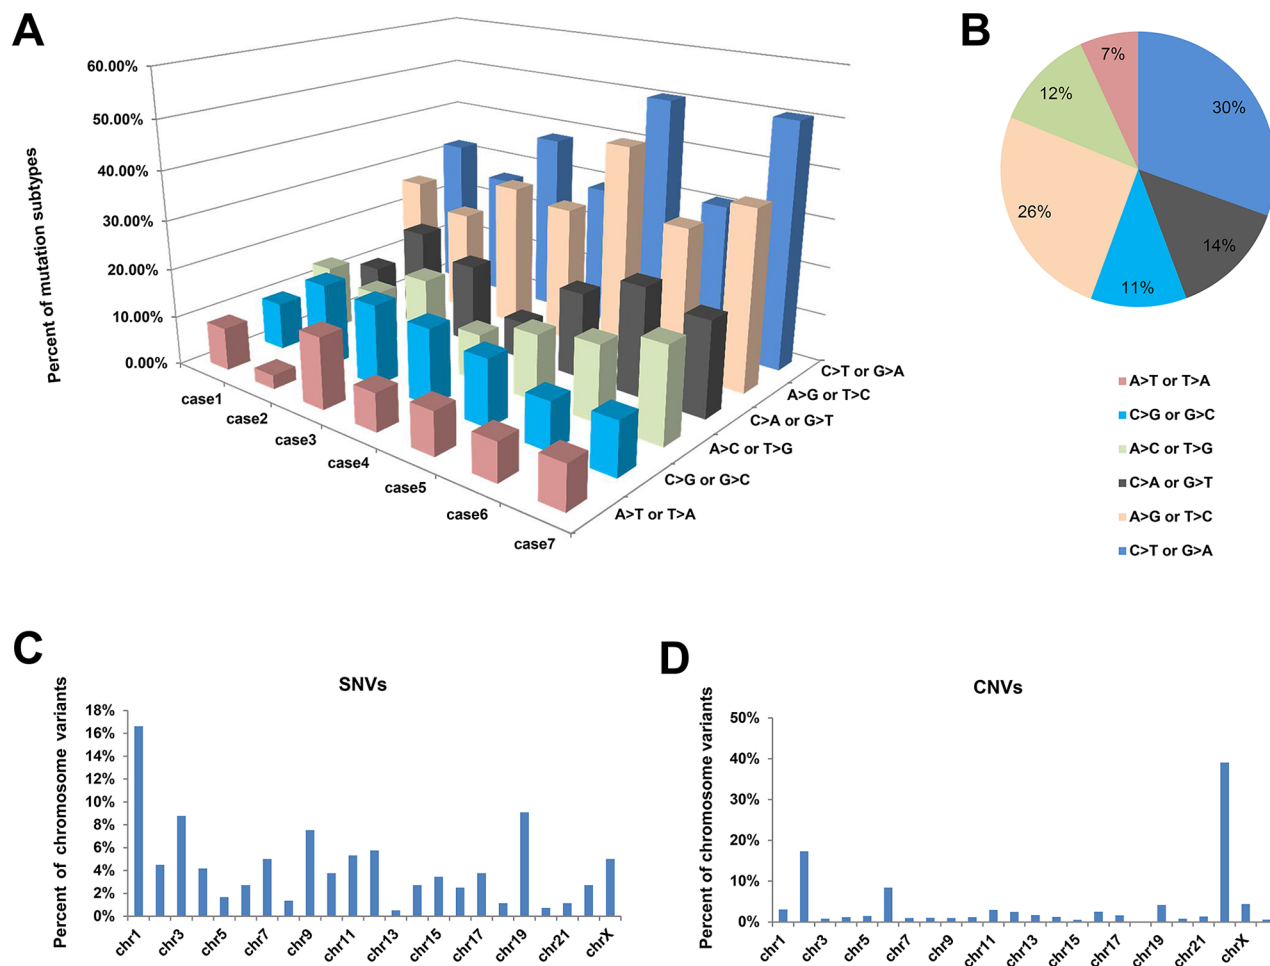 A
60.00%
50.00%
40.00%
30.00%
20.00%
10.00%
0.00%
Percent of mutation subtypes
case1
case2
case3
case4
case5
case6
case7
C>T or G>A
A>G or T>C
C>A or G>T
A>C or T>G
C>G or G>C
A>T or T>A
B
7%
12%
30%
26%
14%
11%
A>T or T>A
C>G or G>C
A>C or T>G
C>A or G>T
A>G or T>C
C>T or G>A
C
SNVs
Percent of chromosome variants
18%
16%
14%
12%
10%
8%
6%
4%
2%
0%
chr1
chr3
chr5
chr7
chr9
chr11
chr13
chr15
chr17
chr19
chr21
chrX
D
CNVs
Percent of chromosome variants
50%
40%
30%
20%
10%
0%
chr1
chr3
chr5
chr7
chr9
chr11
chr13
chr15
chr17
chr19
chr21
chrX